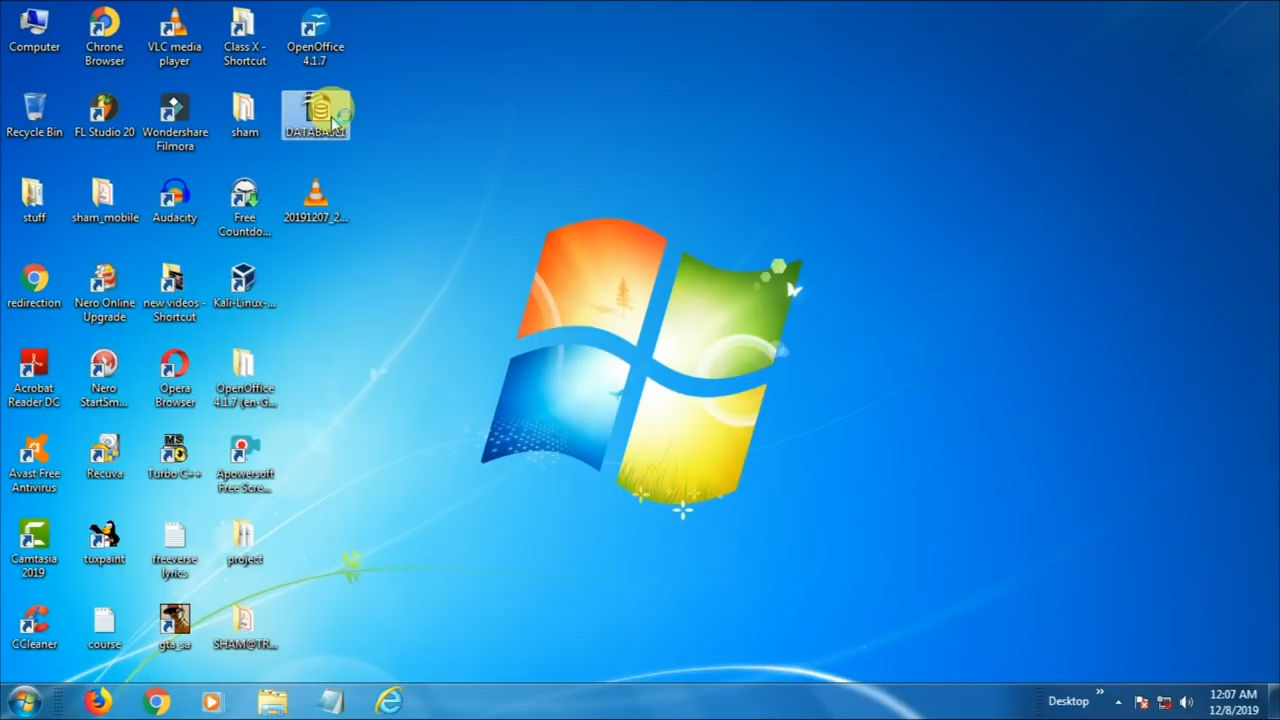 Computer
Chrome
Browser
VLC media
player
Class X -
Shortcut
OpenOffice
4.1.7
Recycle Bin
FL Studio 20
Wondershare
Filmora
sham
DATABASE1
stuff
sham_mobile
Audacity
Free
Countdo...
20191207_2...
redirection
Nero Online
Upgrade
new videos -
Shortcut
Kali-Linux-...
Acrobat
Reader DC
Nero
StartSm...
Opera
Browser
OpenOffice
4.1.7 (en-G...
Avast Free
Antivirus
Recuva
MS
Turbo C++
Apowersoft
Free Scre...
Camtasia
2019
tuxpaint
freeverse
lyrics
project
CCleaner
course
gta_sa
SHAM@TR...
Desktop
12:07 AM
12/8/2019